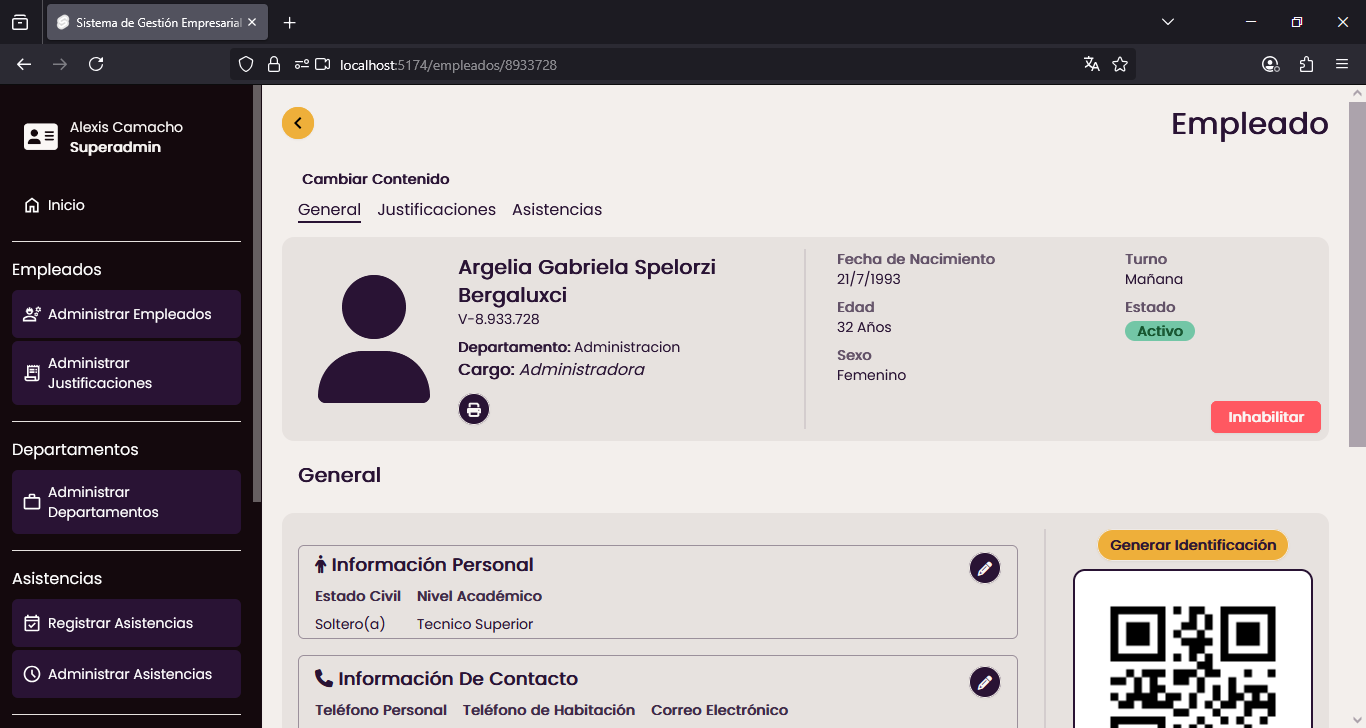 Sistema de Gestión Empresarial
localhost:5174/empleados/8933728
Alexis Camacho
Superadmin
Inicio
Empleados
Administrar Empleados
Administrar
Justificaciones
Departamentos
Administrar
Departamentos
Asistencias
Registrar Asistencias
Administrar Asistencias
Empleado
Cambiar Contenido
General Justificaciones Asistencias
Argelia Gabriela Spelorzi
Bergaluxci
V-8.933.728
Departamento: Administracion
Cargo: Administradora
Fecha de Nacimiento
21/7/1993
Edad
32 Años
Sexo
Femenino
Turno
Mañana
Estado
Activo
Inhabilitar
General
Información Personal
Estado Civil Nivel Académico
Soltero(a) Tecnico Superior
Información De Contacto
Teléfono Personal Teléfono de Habitación Correo Electrónico
Generar Identificación